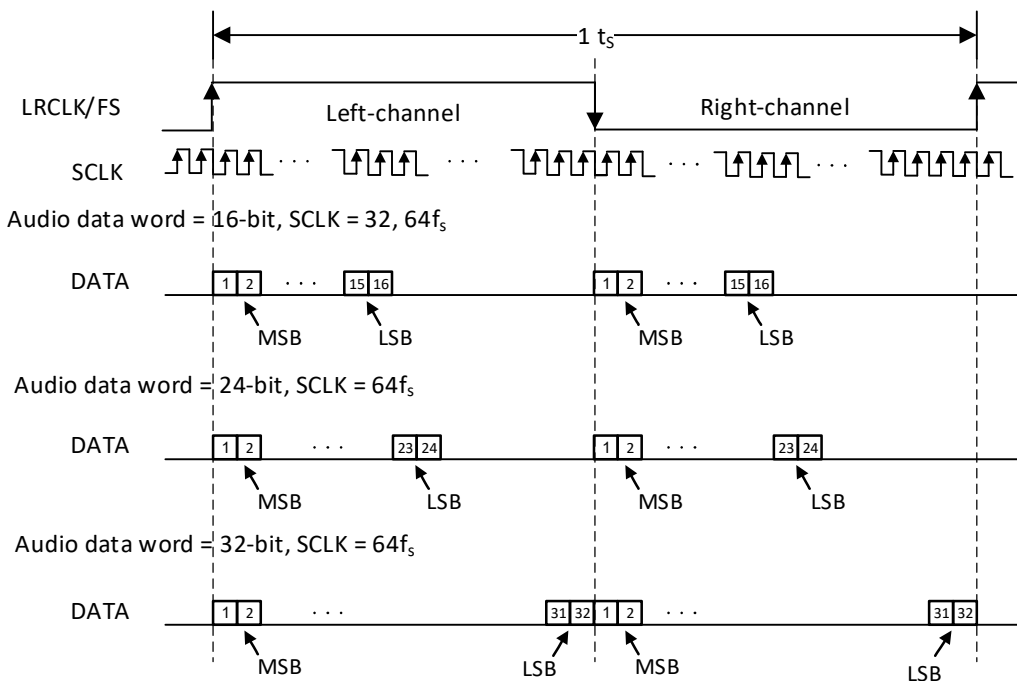 1 tS
LRCLK/FS
Left-channel
Right-channel
SCLK
. . .
. . .
. . .
. . .
Audio data word = 16-bit, SCLK = 32, 64fs
DATA
1 2 . . . 15 16 1 2 . . . 15 16
MSB LSB MSB LSB
Audio data word = 24-bit, SCLK = 64fs
DATA
1 2 . . . 23 24 1 2 . . . 23 24
MSB LSB MSB LSB
Audio data word = 32-bit, SCLK = 64fs
DATA
1 2 . . . 31 32 1 2 . . . 31 32
MSB LSB MSB LSB